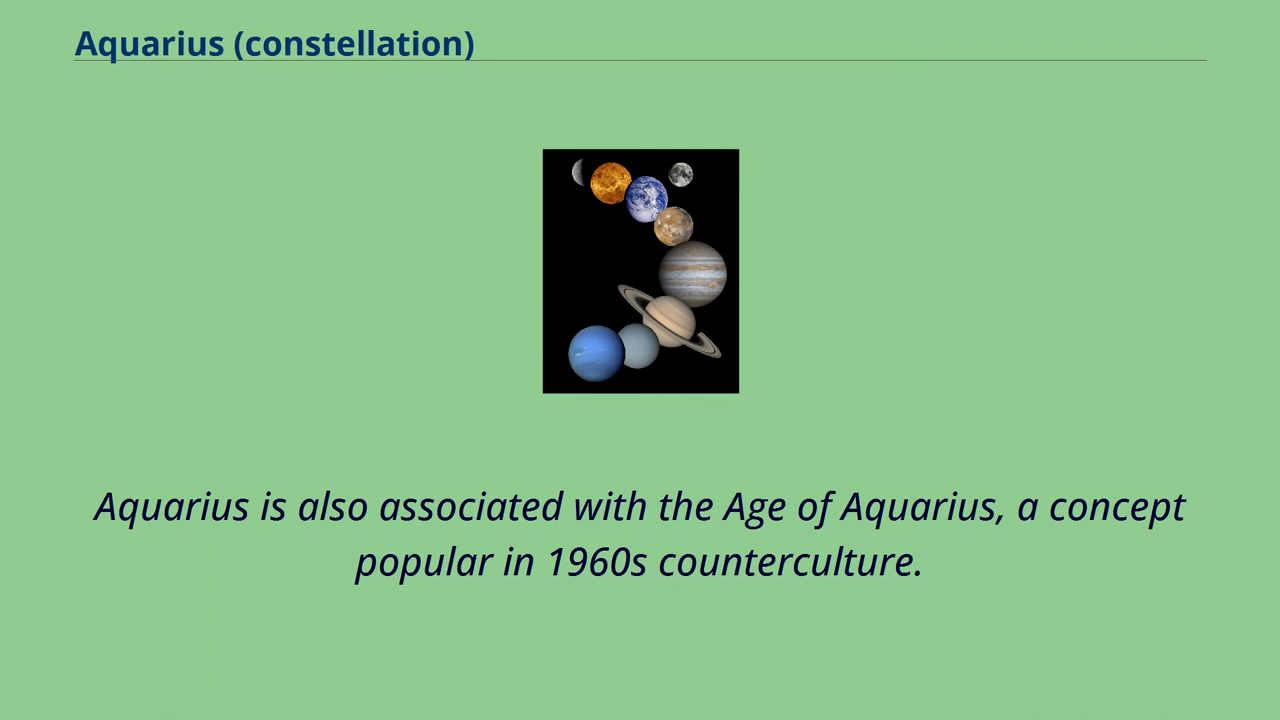 Aquarius (constellation)
Aquarius is also associated with the Age of Aquarius, a concept
popular in 1960s counterculture.